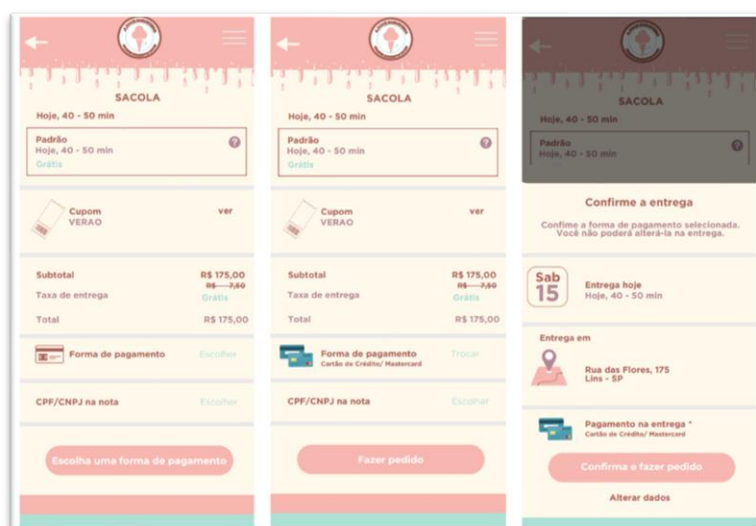 SACOLA
Hoje, 40 - 50 min
Padrão
Hoje, 40 - 50 min
Grátis
Cupom
VERAO
ver
Subtotal R$ 175,00
R$ 7,50
Taxa de entrega Grátis
Total R$ 175,00
Forma de pagamento Escolher
CPF/CNPJ na nota Escolher
Escolha uma forma de pagamento
SACOLA
Hoje, 40 - 50 min
Padrão
Hoje, 40 - 50 min
Grátis
Cupom
VERAO
ver
Subtotal R$ 175,00
R$ 7,50
Taxa de entrega Grátis
Total R$ 175,00
Forma de pagamento Trocar
Cartão de Crédito/ Mastercard
CPF/CNPJ na nota Escolher
Fazer pedido
SACOLA
Hoje, 40 - 50 min
Padrão
Hoje, 40 - 50 min
Confirme a entrega
Confime a forma de pagamento selecionada.
Você não poderá alterá-la na entrega.
Sab
15
Entrega hoje
Hoje, 40 - 50 min
Entrega em
Rua das Flores, 175
Lins - SP
Pagamento na entrega *
Cartão de Crédito/ Mastercard
Confirma e fazer pedido
Alterar dados